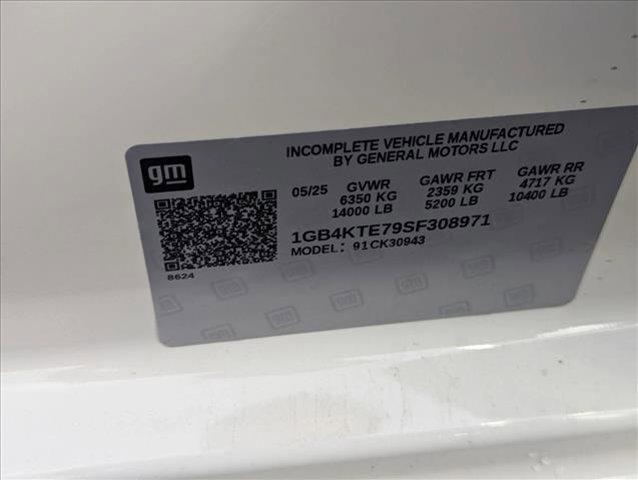 gm
INCOMPLETE VEHICLE MANUFACTURED
BY GENERAL MOTORS LLC
05/25 GVWR GAWR FRT GAWR RR
6350 KG 2359 KG 4717 KG
14000 LB 5200 LB 10400 LB
1GB4KTE79SF308971
MODEL: 91CK30943
8624